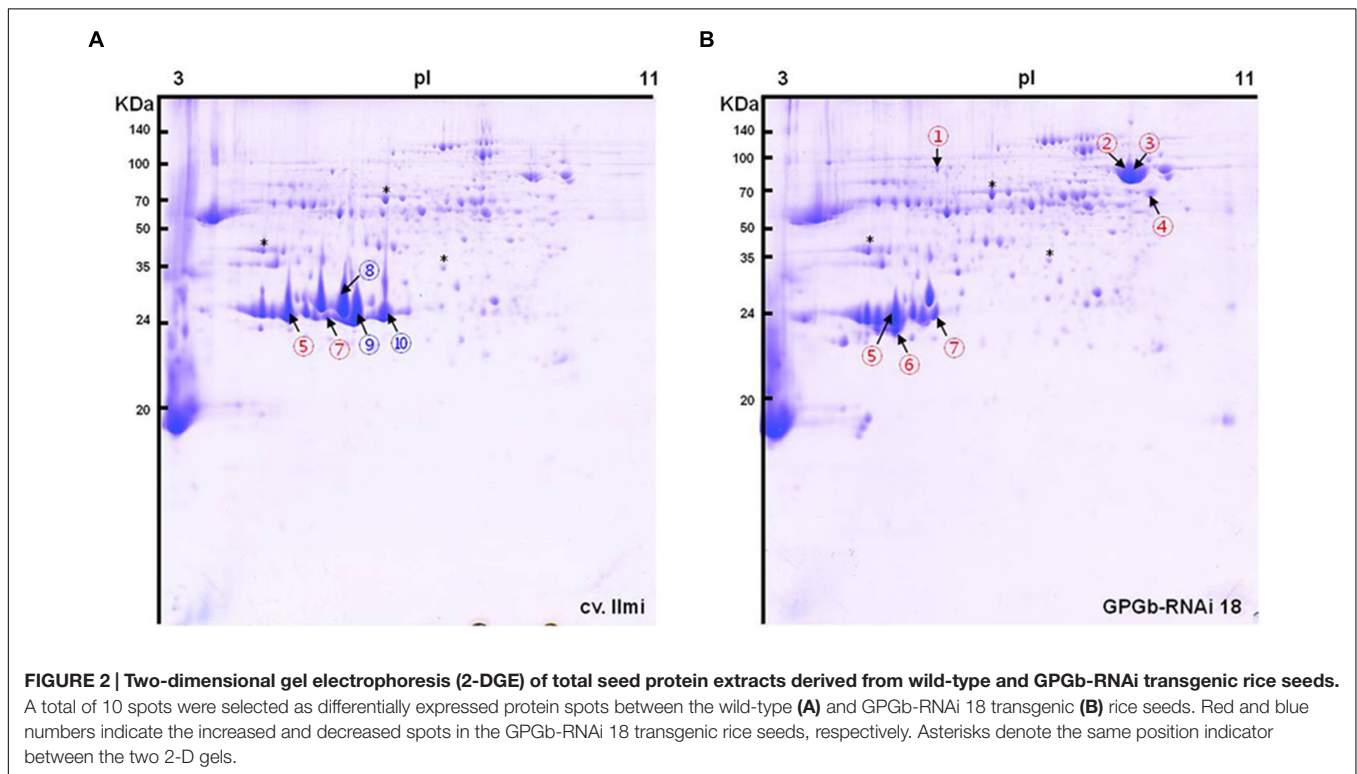 A
B
3 pI 11
3 pI 11
KDa
140
100
70
50
35
24
20
*
*
*
⑧
⑤ ⑦ ⑨ ⑩
cv. Ilmi
KDa
140
100
70
50
35
24
20
①
② ③
④
*
*
*
⑤ ⑥ ⑦
GPGb-RNAi 18
FIGURE 2 | Two-dimensional gel electrophoresis (2-DGE) of total seed protein extracts derived from wild-type and GPGb-RNAi transgenic rice seeds.
A total of 10 spots were selected as differentially expressed protein spots between the wild-type (A) and GPGb-RNAi 18 transgenic (B) rice seeds. Red and blue
numbers indicate the increased and decreased spots in the GPGb-RNAi 18 transgenic rice seeds, respectively. Asterisks denote the same position indicator
between the two 2-D gels.